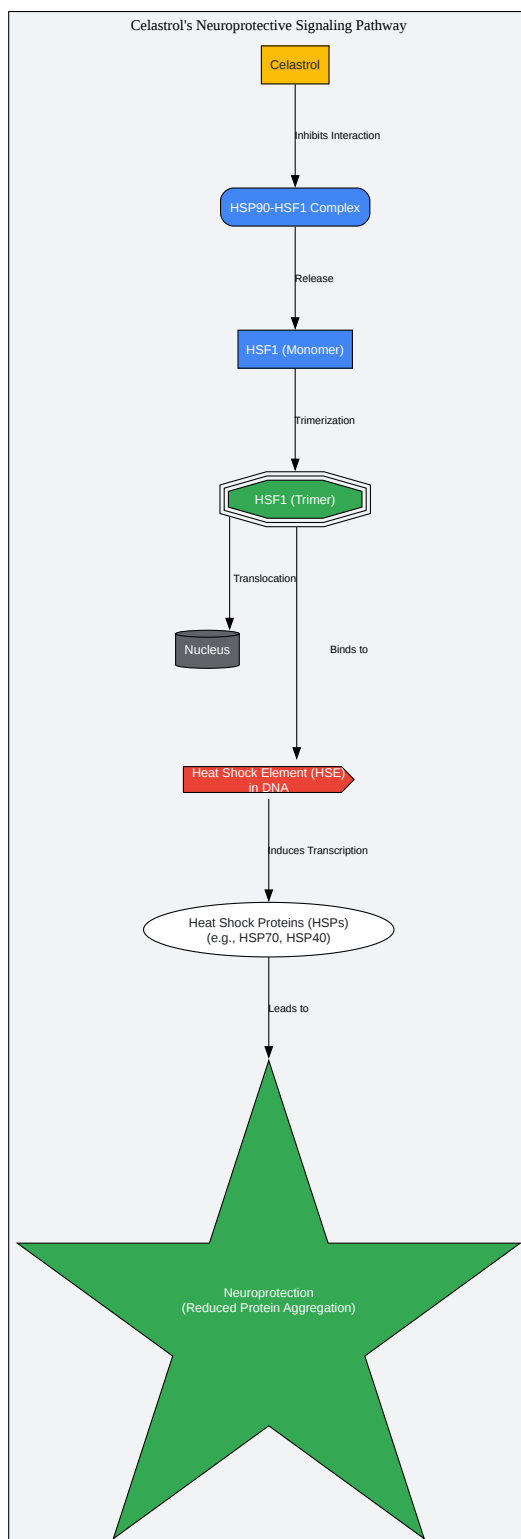 Celastrol's Neuroprotective Signaling Pathway
Celastrol
Inhibits Interaction
HSP90-HSF1 Complex
Release
HSF1 (Monomer)
Trimerization
HSF1 (Trimer)
Translocation
Nucleus
Binds to
Heat Shock Element (HSE)
in DNA
Induces Transcription
Heat Shock Proteins (HSPs)
(e.g., HSP70, HSP40)
Leads to
Neuroprotection
(Reduced Protein Aggregation)